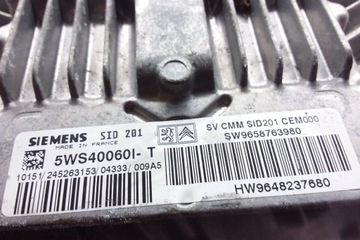 SIEMENS SID 201
MADE IN FRANCE
5WS40060I- T
10151/ 245263153/ 04333/ 009A5
SV CMM SID201 CEM000
SW9658763980
HW9648237680